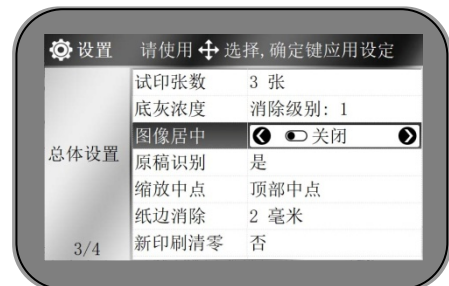 设置 请使用 选择,确定键应用设定
总体设置
3/4
试印张数 3 张
底灰浓度 消除级别: 1
图像居中 关闭
原稿识别 是
缩放中点 顶部中点
纸边消除 2 毫米
新印刷清零 否